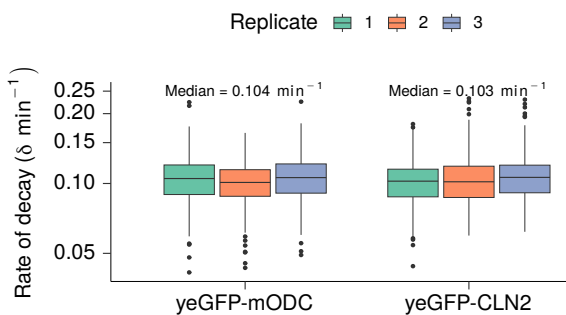 Replicate 1 2 3
Median = 0.104 min⁻¹ Median = 0.103 min⁻¹
Rate of decay (δ min⁻¹)
0.25
0.20
0.15
0.10
0.05
yeGFP-mODC yeGFP-CLN2